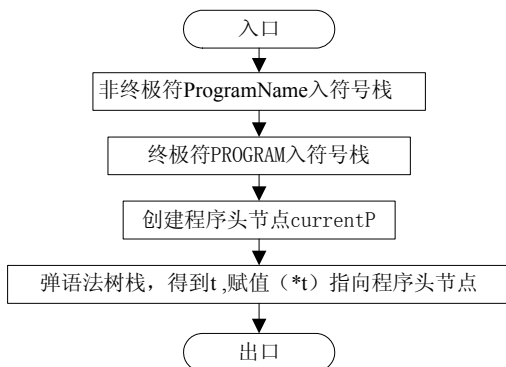 入口
非终极符ProgramName入符号栈
终极符PROGRAM入符号栈
创建程序头节点currentP
弹语法树栈，得到t ,赋值（*t）指向程序头节点
出口